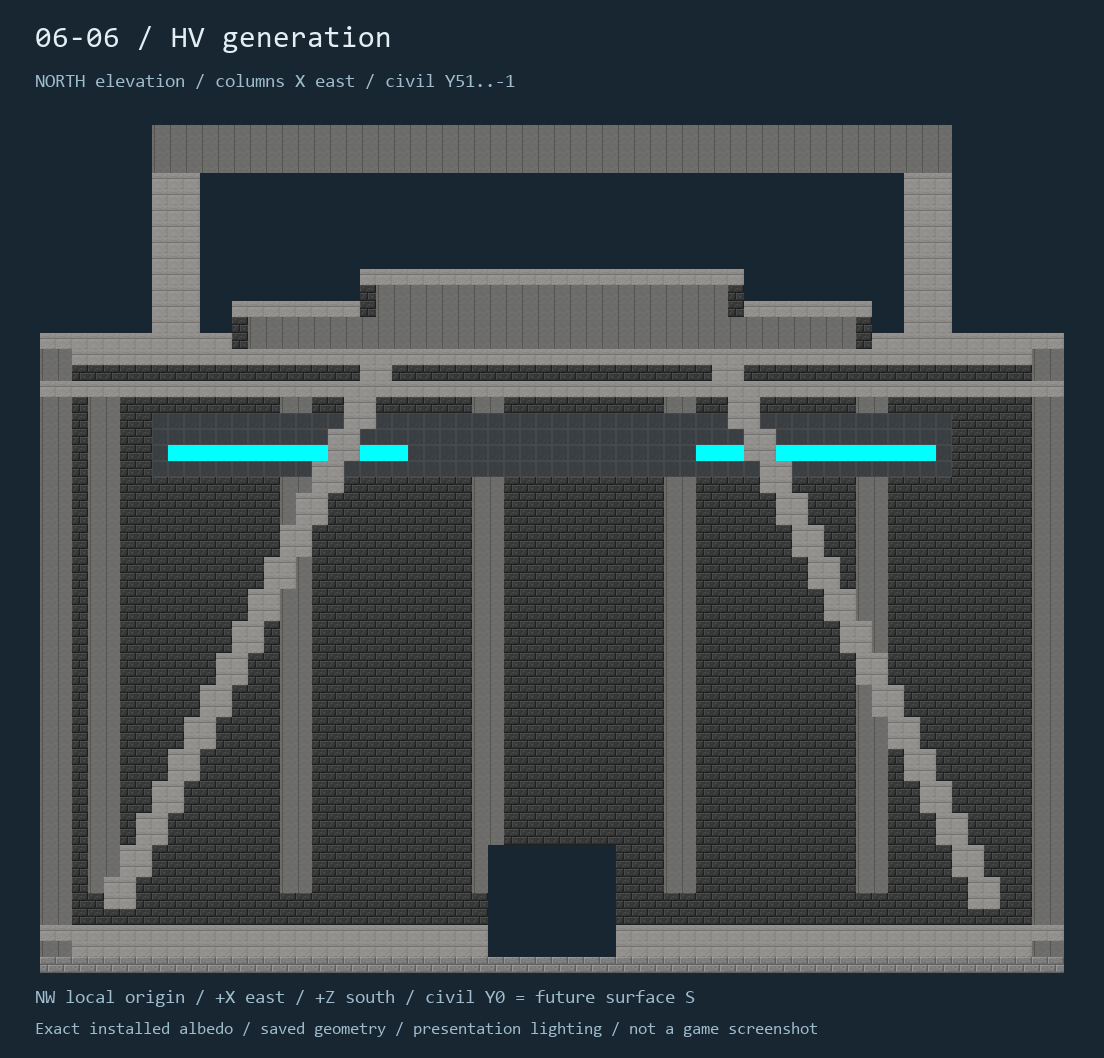 06-06 / HV generation
NORTH elevation / columns X east / civil Y51..-1
NW local origin / +X east / +Z south / civil Y0 = future surface S
Exact installed albedo / saved geometry / presentation lighting / not a game screenshot